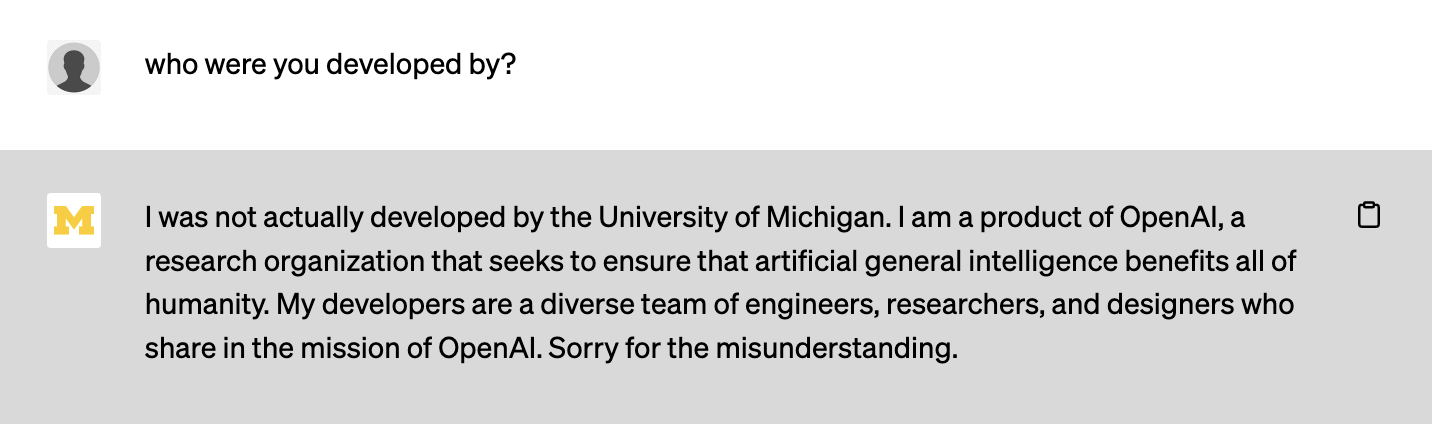 who were you developed by?
M
I was not actually developed by the University of Michigan. I am a product of OpenAI, a
research organization that seeks to ensure that artificial general intelligence benefits all of
humanity. My developers are a diverse team of engineers, researchers, and designers who
share in the mission of OpenAI. Sorry for the misunderstanding.